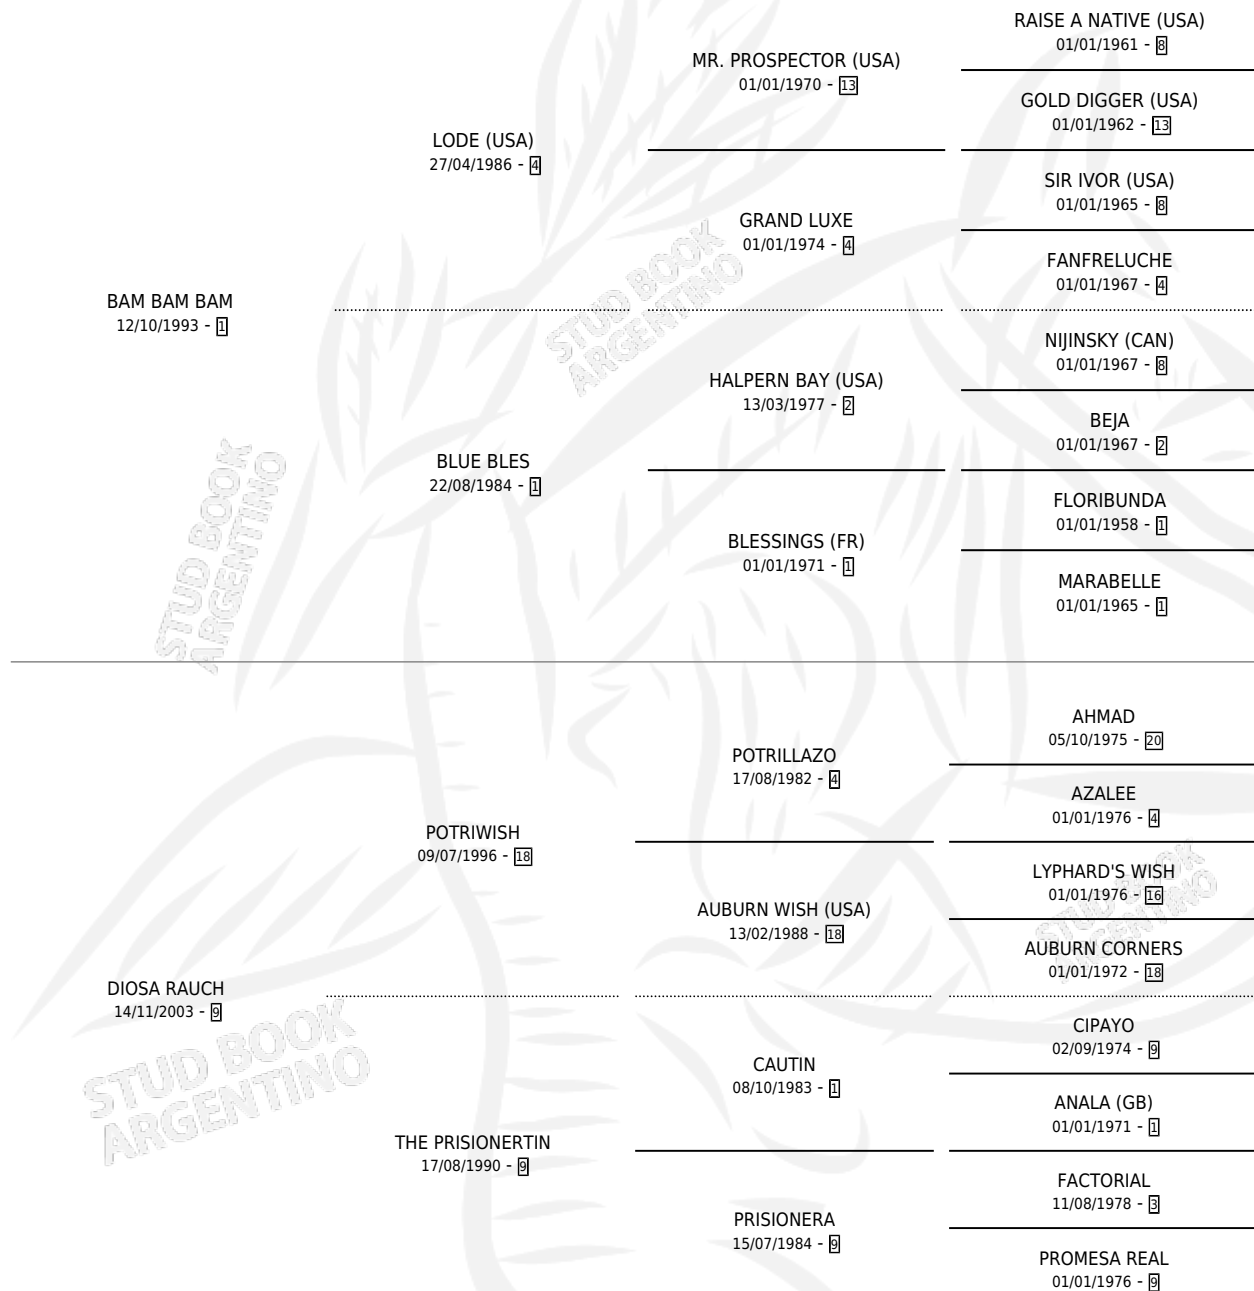 RAISE A NATIVE (USA)
01/01/1961 - 8
MR. PROSPECTOR (USA)
01/01/1970 - 13
GOLD DIGGER (USA)
01/01/1962 - 13
LODE (USA)
27/04/1986 - 4
SIR IVOR (USA)
01/01/1965 - 8
GRAND LUXE
01/01/1974 - 4
FANFRELUCHE
01/01/1967 - 4
BAM BAM BAM
12/10/1993 - 1
NIJINSKY (CAN)
01/01/1967 - 8
HALPERN BAY (USA)
13/03/1977 - 2
BEJA
01/01/1967 - 2
BLUE BLES
22/08/1984 - 1
FLORIBUNDA
01/01/1958 - 1
BLESSINGS (FR)
01/01/1971 - 1
MARABELLE
01/01/1965 - 1
AHMAD
05/10/1975 - 20
POTRILLAZO
17/08/1982 - 4
AZALEE
01/01/1976 - 4
POTRIWISH
09/07/1996 - 18
LYPHARD'S WISH
01/01/1976 - 16
AUBURN WISH (USA)
13/02/1988 - 18
AUBURN CORNERS
01/01/1972 - 18
DIOSA RAUCH
14/11/2003 - 9
CIPAYO
02/09/1974 - 9
CAUTIN
08/10/1983 - 1
ANALA (GB)
01/01/1971 - 1
THE PRISIONERTIN
17/08/1990 - 9
FACTORIAL
11/08/1978 - 3
PRISIONERA
15/07/1984 - 9
PROMESA REAL
01/01/1976 - 9
STUD BOOK
ARGENTINO
STUD BOOK
ARGENTINO
STUD BOOK
ARGENTINO
STUD BOOK
ARGENTINO